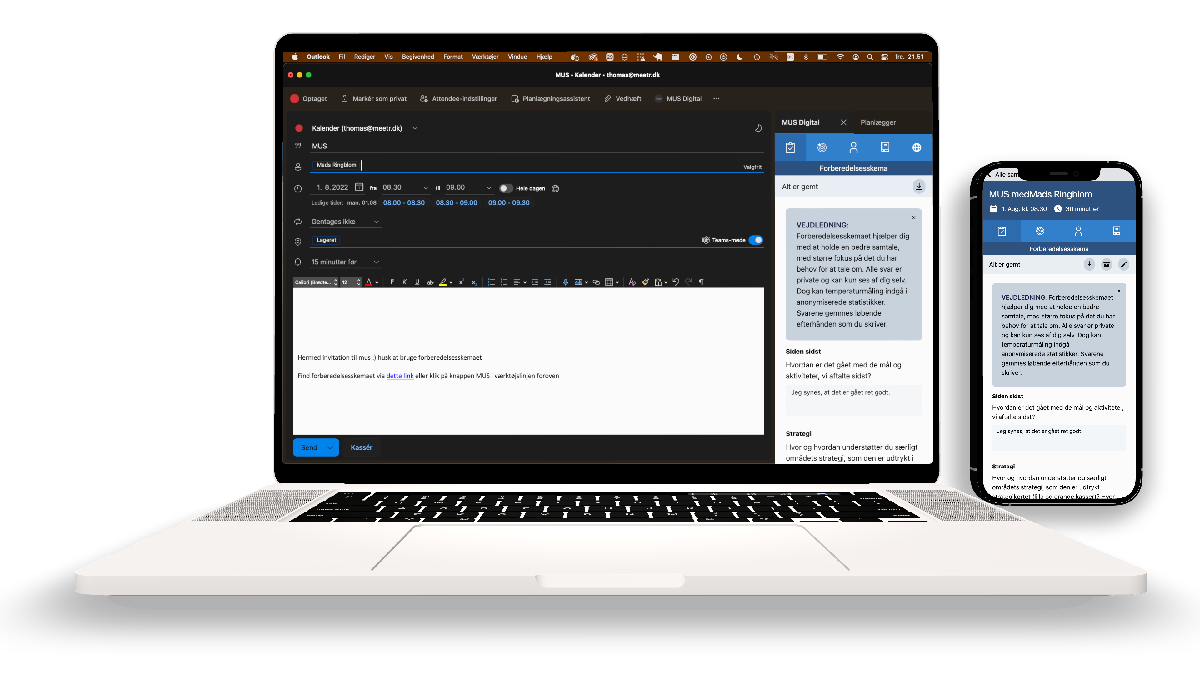 Outlook Fil Rediger Vis Begivenhed Format Værktøjer Vindue Hjælp fre. 21.51
MUS • Kalender • thomas@meetr.dk
Optaget Markér som privat Attendee-indstillinger Planlægningsassistent Vedhæft MUS Digital ...
Kalender (thomas@meetr.dk)
MUS
Mads Ringblom
Valgfrit
1. 8.2022 fra 08.30 til 09.00 Hele dagen
Ledige tider: man. 01.08 08.00 - 08.30 08.30 - 09.00 09.00 - 09.30
Gentages ikke
Lageret Teams-møde
15 minutter før
12 A F K U ab
Hermed invitation til mus :) husk at bruge forberedelsesskemaet
Find forberedelsesskemaet via dette link eller klik på knappen MUS i værktøjslinjen foroven
Send Kassér
MUS Digital Planlægger
Forberedelsesskema
Alt er gemt
VEJLEDNING:
Forberedelsesskemaet hjælper dig
med at holde en bedre samtale,
med større fokus på det du har
behov for at tale om. Alle svar er
private og kan kun ses af dig selv.
Dog kan temperaturmåling indgå i
anonymiserede statistikker.
Svarene gemmes løbende
efterhånden som du skriver.
Siden sidst
Hvordan er det gået med de mål og
aktiviteter, vi aftalte sidst?
Jeg synes, at det er gået ret godt.
Strategi
Hvor og hvordan understøtter du særligt
områdets strategi, som den er udtrykt i
Alle sam
MUS medMads Ringblom
1. Aug. kl. 08.30 30 minutter
Forberedelsesskema
Alt er gemt
VEJLEDNING: Forberedelsesskemaet
hjælper dig med at holde en bedre
samtale, med større fokus på det du har
behov for at tale om. Alle svar er private
og kan kun ses af dig selv. Dog kan
temperaturmåling indgå i
anonymiserede statistikker. Svarene
gemmes løbende efterhånden som du
skriver.
Siden sidst
Hvordan er det gået med de mål og aktiviteter,
vi aftalte sidst?
Jeg synes, at det er gået ret godt.
Strategi
Hvor og hvordan understøtter du særligt
områdets strategi, som den er udtrykt i